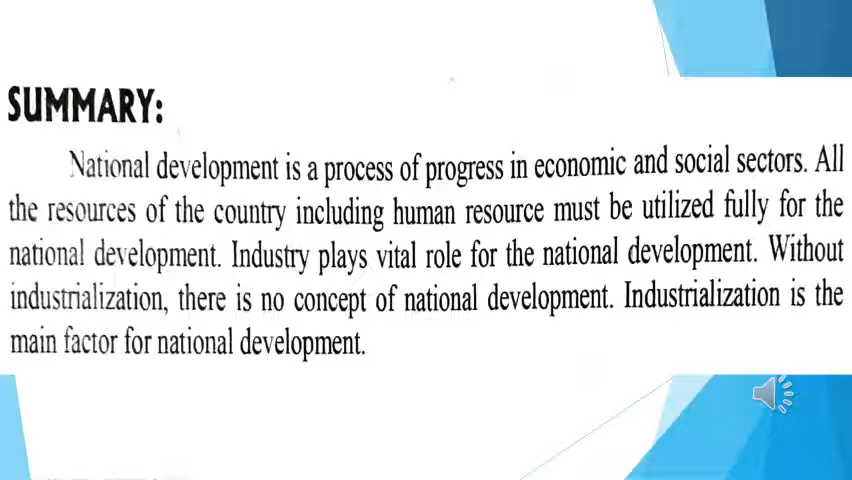 SUMMARY:
National development is a process of progress in economic and social sectors. All
the resources of the country including human resource must be utilized fully for the
national development. Industry plays vital role for the national development. Without
industrialization, there is no concept of national development. Industrialization is the
main factor for national development.